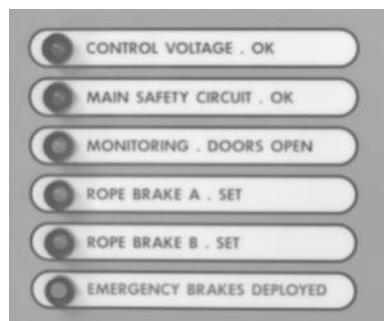 CONTROL VOLTAGE . OK
MAIN SAFETY CIRCUIT . OK
MONITORING . DOORS OPEN
ROPE BRAKE A . SET
ROPE BRAKE B . SET
EMERGENCY BRAKES DEPLOYED